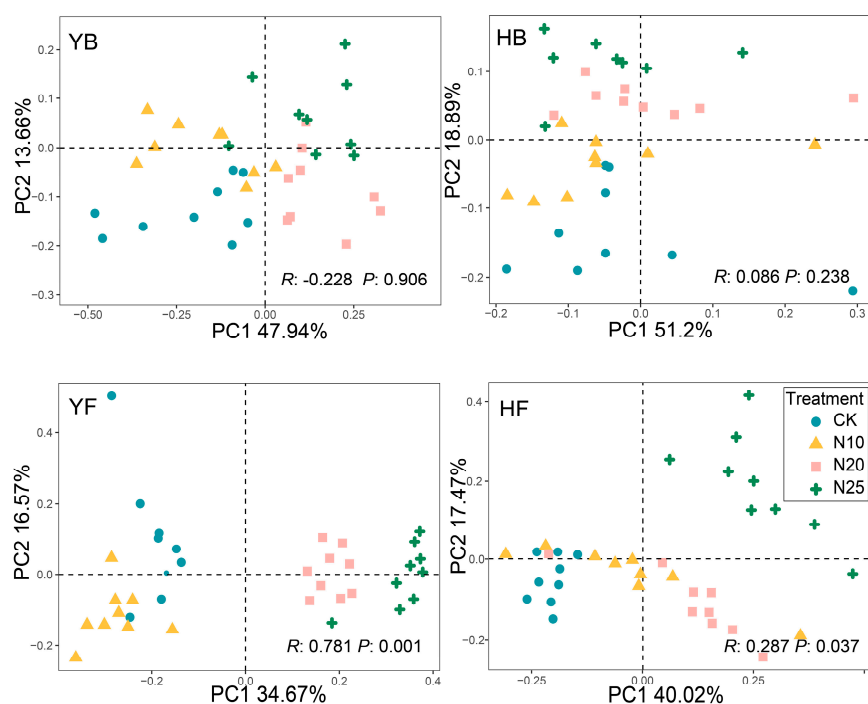 YB
0.2
0.1
0.0
−0.1
−0.2
−0.3
PC2 13.66%
R: -0.228 P: 0.906
−0.50 −0.25 0.00 0.25
PC1 47.94%
HB
0.1
0.0
−0.1
−0.2
PC2 18.89%
R: 0.086 P: 0.238
−0.2 −0.1 0.0 0.1 0.2 0.3
PC1 51.2%
YF
0.4
0.2
0.0
−0.2
PC2 16.57%
R: 0.781 P: 0.001
−0.2 0.0 0.2 0.4
PC1 34.67%
HF
Treatment
CK
N10
N20
N25
0.4
0.2
0.0
−0.2
PC2 17.47%
R: 0.287 P: 0.037
−0.25 0.00 0.25
PC1 40.02%